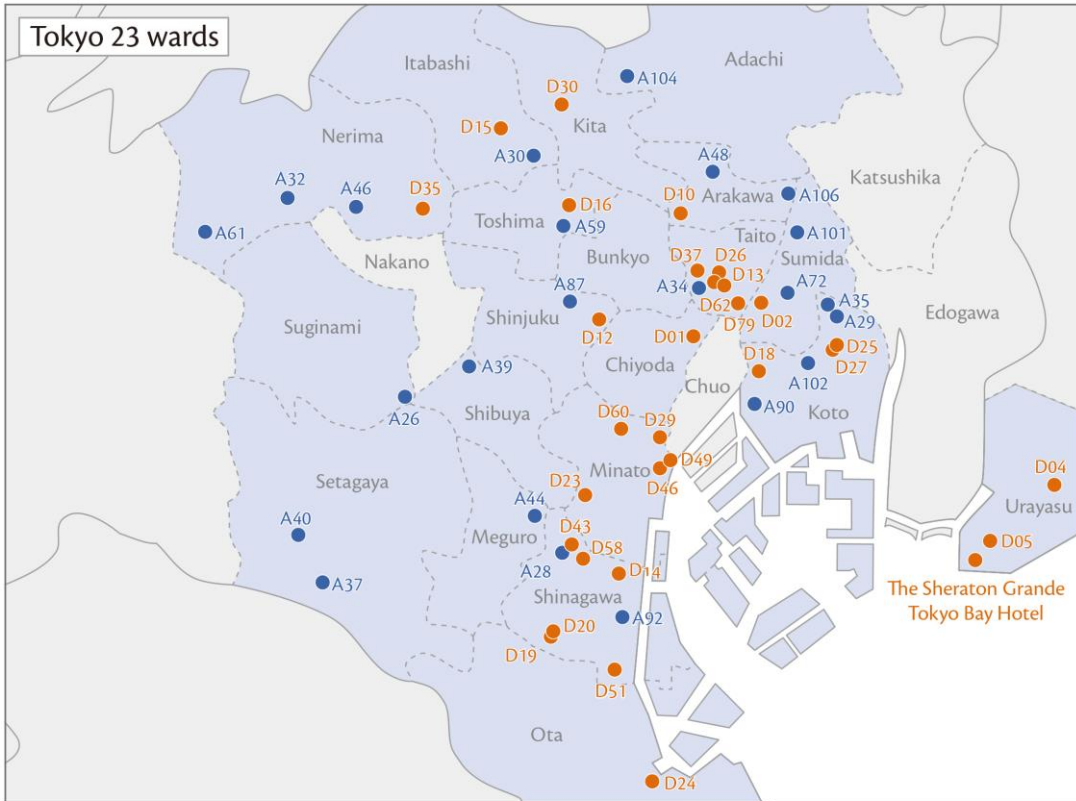 Tokyo 23 wards
Itabashi
Adachi
A104
D30
Kita
D15
Nerima
A30
A48
Katsushika
A32
A46
D35
Arakawa
A106
D16
D10
Toshima
A59
Taito
A101
A61
Sumida
Nakano
Bunkyo
D37
D26
D13
A72
A87
A34
A35
Shinjuku
D62
D02
A29
Edogawa
Suginami
D12
D79
D01
D25
D18
Chiyoda
D27
A39
A102
Chuo
Shibuya
A90
Koto
A26
D60
D29
D49
Minato
D04
Setagaya
D23
D46
A44
Urayasu
A40
D43
Meguro
D58
D05
A28
D14
A37
The Sheraton Grande
Tokyo Bay Hotel
Shinagawa
A92
D20
D19
D51
Ota
D24